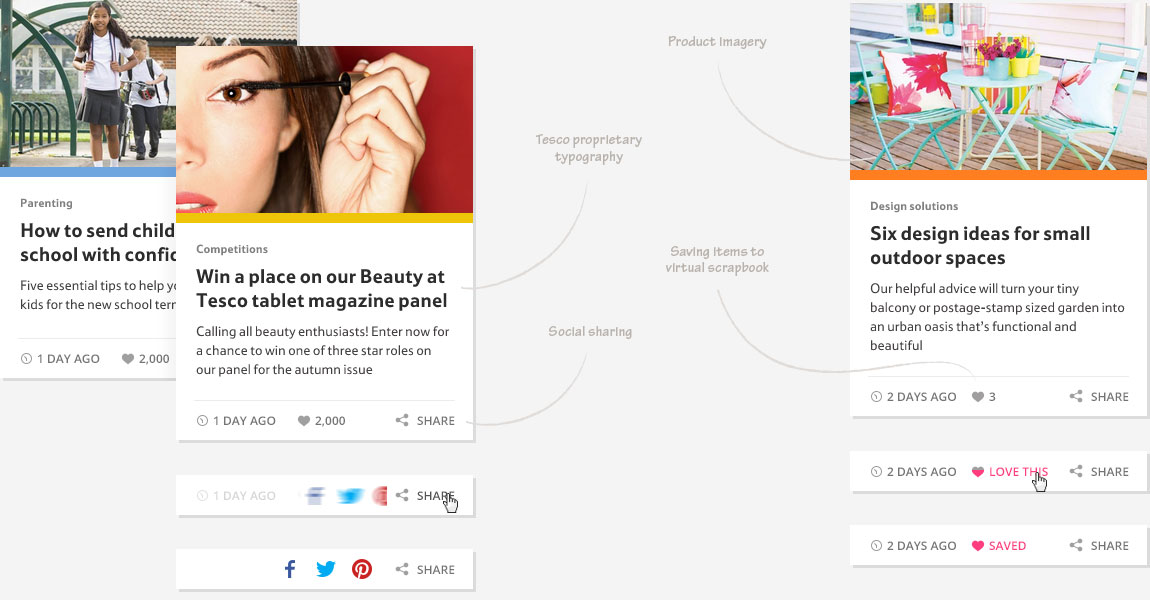 Parenting
How to send child
school with confic
Five essential tips to help yo
kids for the new school tern
1 DAY AGO
2,000
Competitions
Win a place on our Beauty at
Tesco tablet magazine panel
Calling all beauty enthusiasts! Enter now for
a chance to win one of three star roles on
our panel for the autumn issue
1 DAY AGO
2,000
SHARE
1 DAY AGO
SHARE
SHARE
Tesco proprietary
typography
Social sharing
Product Imagery
Saving items to
virtual scrapbook
Design solutions
Six design ideas for small
outdoor spaces
Our helpful advice will turn your tiny
balcony or postage-stamp sized garden into
an urban oasis that's functional and
beautiful
2 DAYS AGO
3
SHARE
2 DAYS AGO
LOVE THIS
SHARE
2 DAYS AGO
SAVED
SHARE